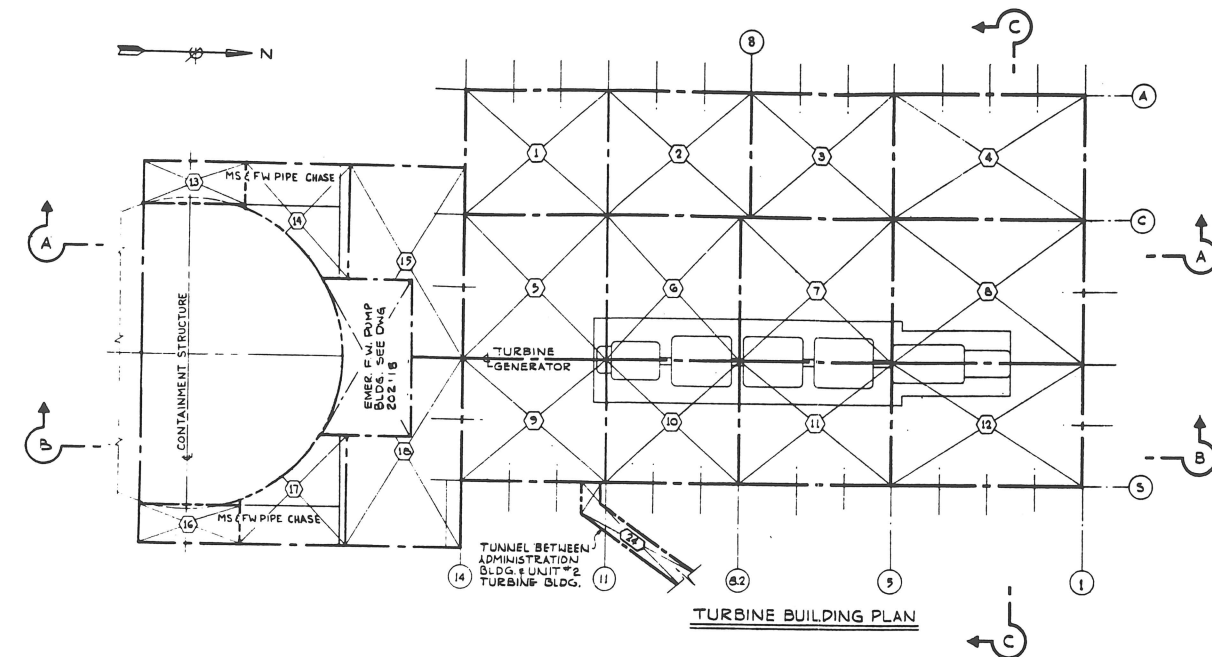 N
8
C
A
1
2
3
4
13
MS & FW PIPE CHASE
14
C
A
A
15
5
6
7
8
CONTAINMENT STRUCTURE
EMER. F.W. PUMP
BLDG. SEE DWG
202-118
TURBINE
GENERATOR
B
9
10
11
12
B
18
17
S
16
MS & FW PIPE CHASE
TUNNEL BETWEEN
ADMINISTRATION
BLDG. & UNIT #2
TURBINE BLDG.
24
14
11
8.2
5
1
TURBINE BUILDING PLAN
C